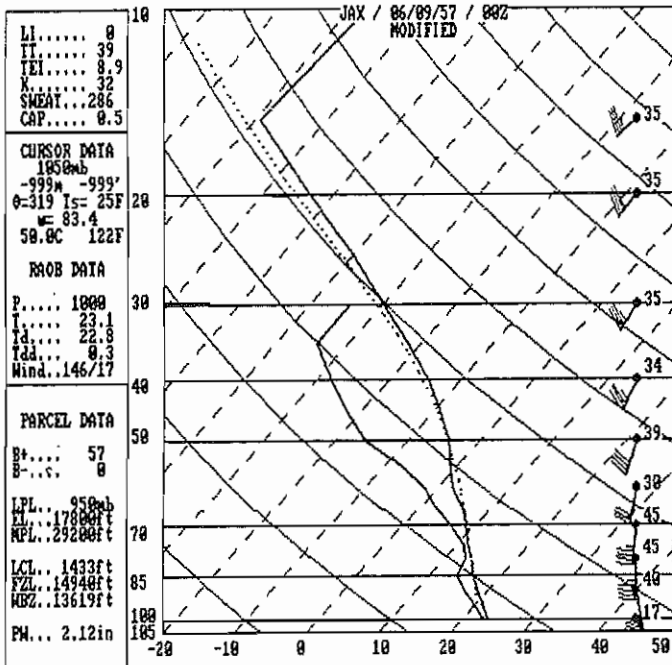 JAX / 06/09/57 / 00Z
MODIFIED
LI...... 0
TT...... 39
TEI..... 8.9
K....... 32
SWEAT...286
CAP..... 0.5
CURSOR DATA
1050mb
-999m -999'
θ=319 Ts= 25F
w= 83.4
50.0C 122F
RAOB DATA
P..... 1000
T..... 23.1
Td.... 22.8
Tdd... 0.3
Wind..146/17
PARCEL DATA
B+.... 57
B-.... 0
LPL.. 950mb
EL..17800ft
MPL..29200ft
LCL.. 1433ft
FZL..14940ft
WBZ..13619ft
PW... 2.12in
10
20
30
40
50
70
85
100
105
-20 -10 0 10 20 30 40 50
35
35
35
34
39
38
45
45
40
17